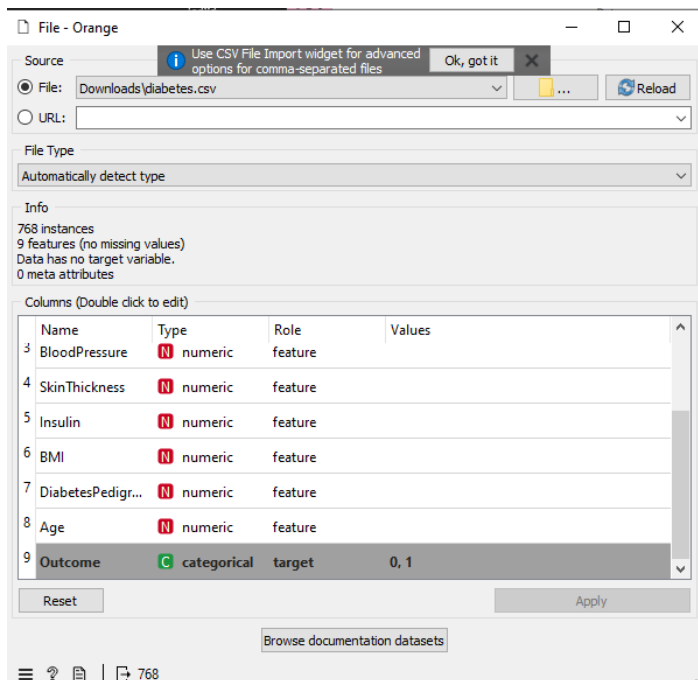 File - Orange
Source
Use CSV File Import widget for advanced
options for comma-separated files
Ok, got it
File:
Downloads\diabetes.csv
...
Reload
URL:
File Type
Automatically detect type
Info
768 instances
9 features (no missing values)
Data has no target variable.
0 meta attributes
Columns (Double click to edit)
Name Type Role Values
3 BloodPressure N numeric feature
4 SkinThickness N numeric feature
5 Insulin N numeric feature
6 BMI N numeric feature
7 DiabetesPedigr... N numeric feature
8 Age N numeric feature
9 Outcome C categorical target 0, 1
Reset
Apply
Browse documentation datasets
? 768